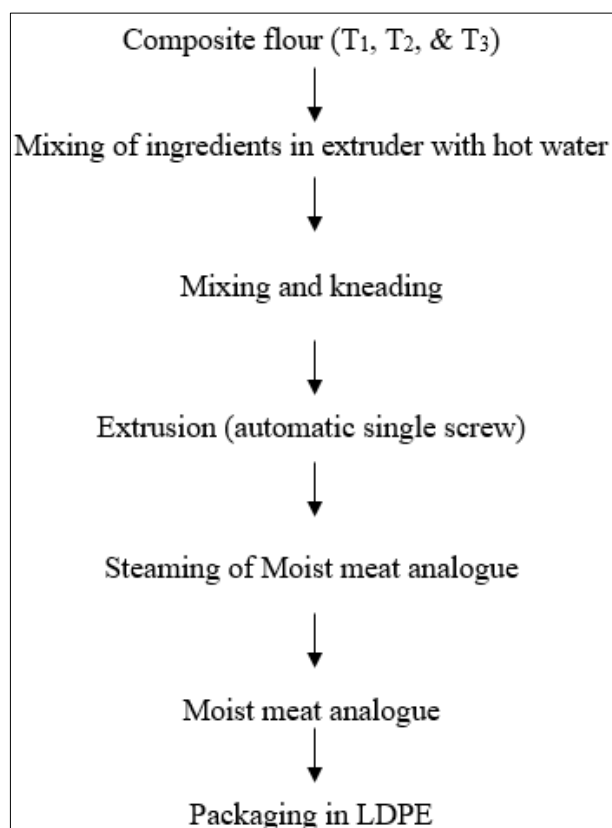 Composite flour (T₁, T₂, & T₃)
Mixing of ingredients in extruder with hot water
Mixing and kneading
Extrusion (automatic single screw)
Steaming of Moist meat analogue
Moist meat analogue
Packaging in LDPE